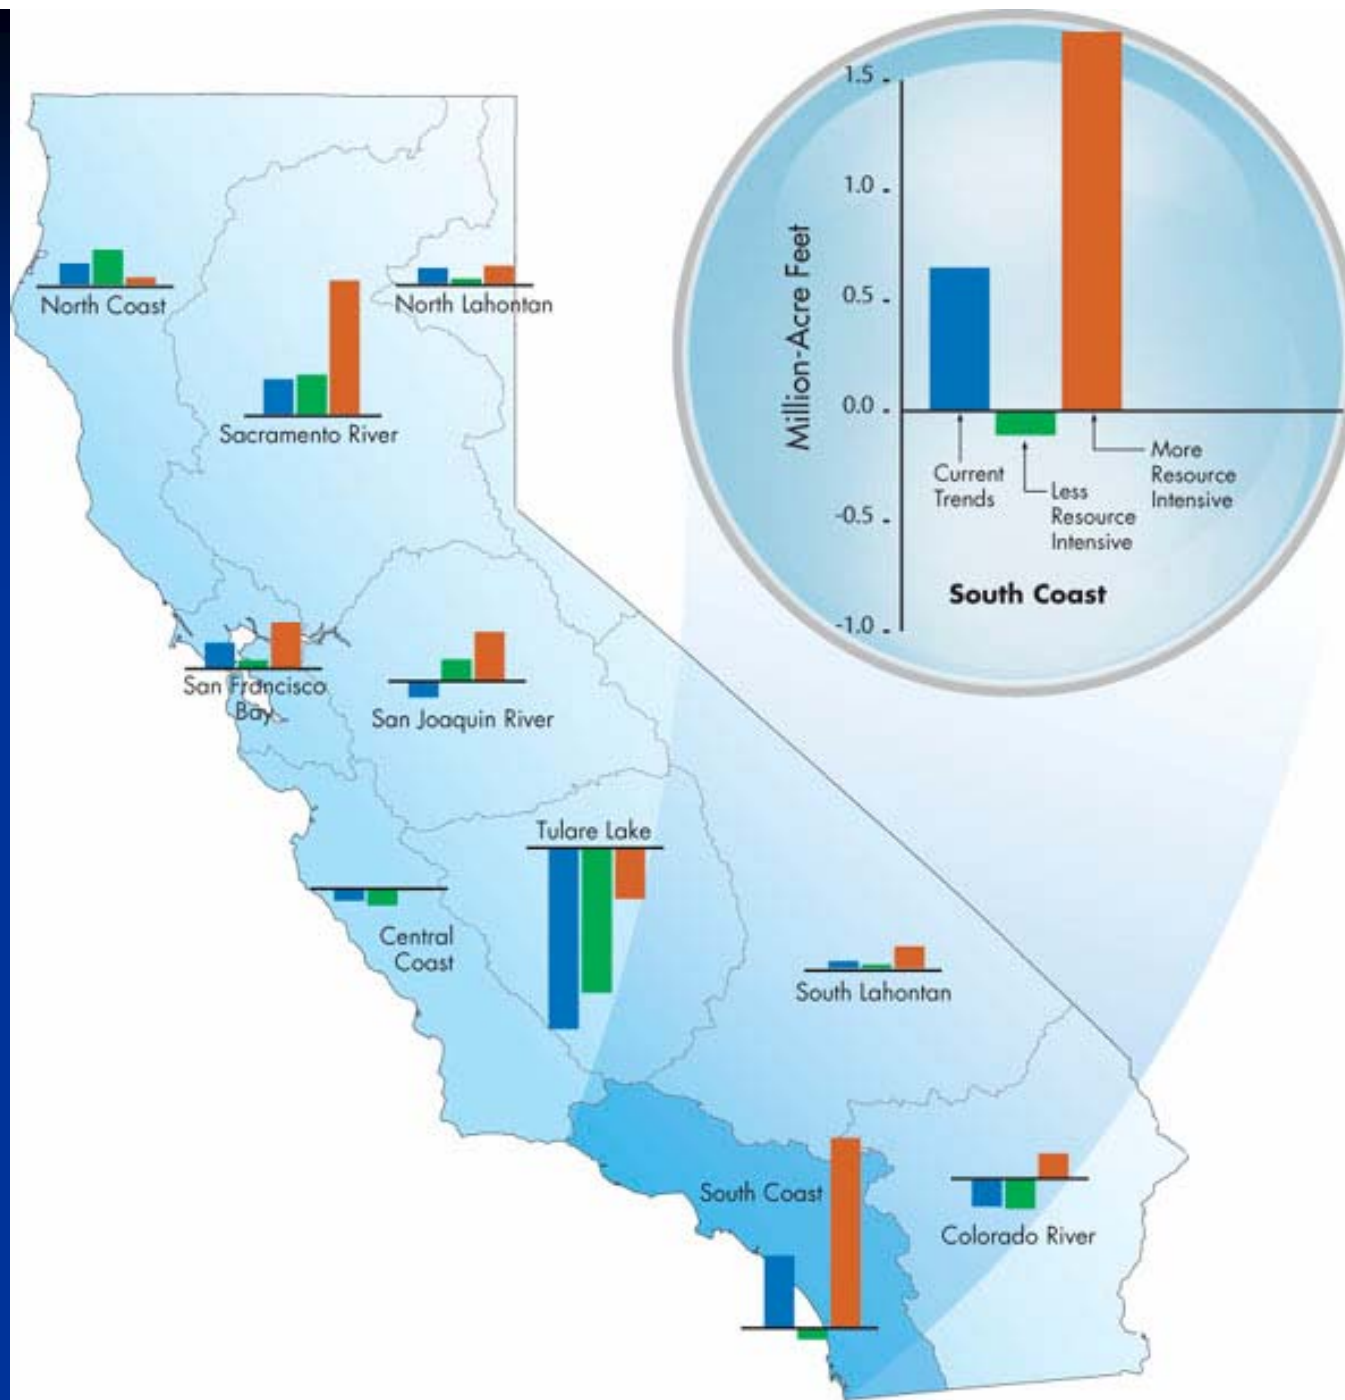 1.5
1.0
0.5
0.0
-0.5
-1.0
Million-Acre Feet
Current
Trends
Less
Resource
Intensive
More
Resource
Intensive
South Coast
North Coast
North Lahontan
Sacramento River
San Francisco
Bay
San Joaquin River
Tulare Lake
Central
Coast
South Lahontan
South Coast
Colorado River